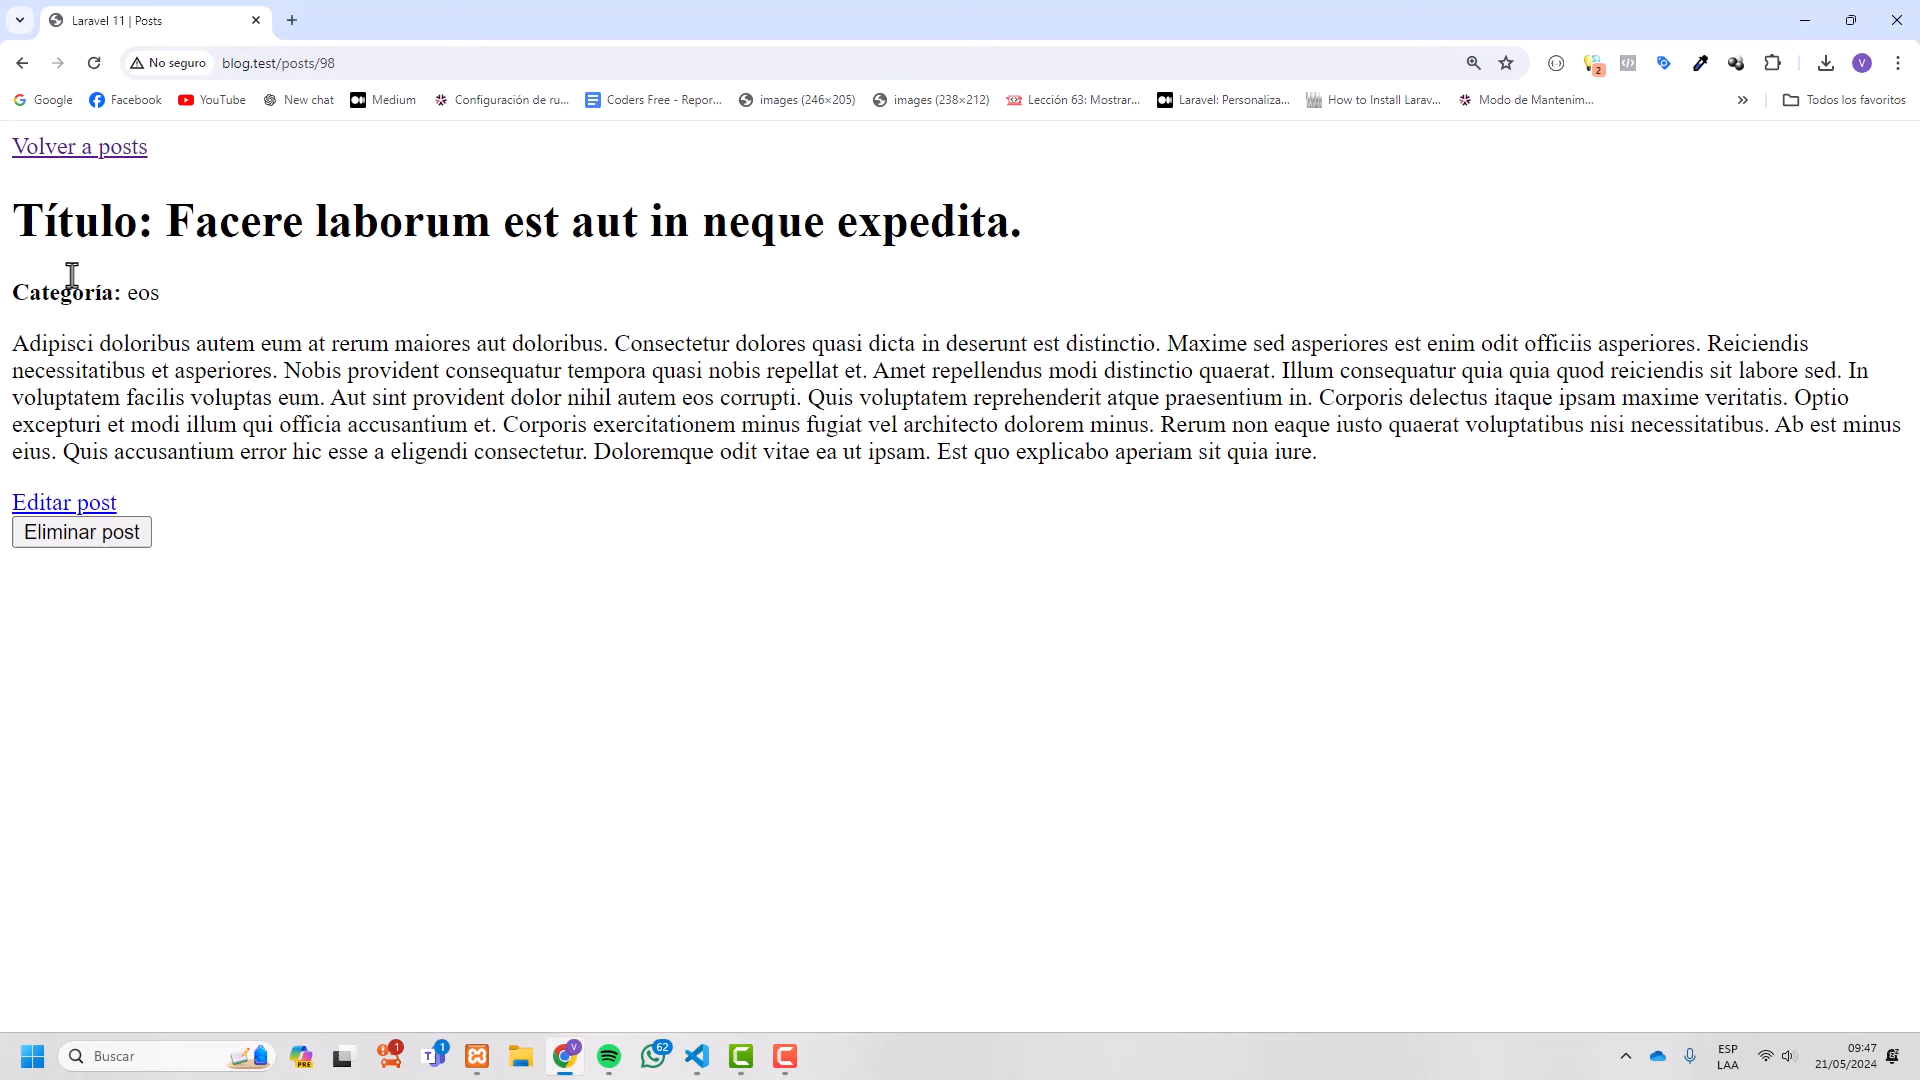 Laravel 11 | Posts
No seguro
blog.test/posts/98
2
V
Google
Facebook
YouTube
New chat
Medium
Configuración de ru...
Coders Free - Repor...
images (246×205)
images (238×212)
Lección 63: Mostrar...
Laravel: Personaliza...
How to Install Larav...
Modo de Mantenim...
Todos los favoritos
Volver a posts
Título: Facere laborum est aut in neque expedita.
Categoría: eos
Adipisci doloribus autem eum at rerum maiores aut doloribus. Consectetur dolores quasi dicta in deserunt est distinctio. Maxime sed asperiores est enim odit officiis asperiores. Reiciendis
necessitatibus et asperiores. Nobis provident consequatur tempora quasi nobis repellat et. Amet repellendus modi distinctio quaerat. Illum consequatur quia quia quod reiciendis sit labore sed. In
voluptatem facilis voluptas eum. Aut sint provident dolor nihil autem eos corrupti. Quis voluptatem reprehenderit atque praesentium in. Corporis delectus itaque ipsam maxime veritatis. Optio
excepturi et modi illum qui officia accusantium et. Corporis exercitationem minus fugiat vel architecto dolorem minus. Rerum non eaque iusto quaerat voluptatibus nisi necessitatibus. Ab est minus
eius. Quis accusantium error hic esse a eligendi consectetur. Doloremque odit vitae ea ut ipsam. Est quo explicabo aperiam sit quia iure.
Editar post
Eliminar post
Buscar
PRE
1
1
V
62
ESP
LAA
09:47
21/05/2024